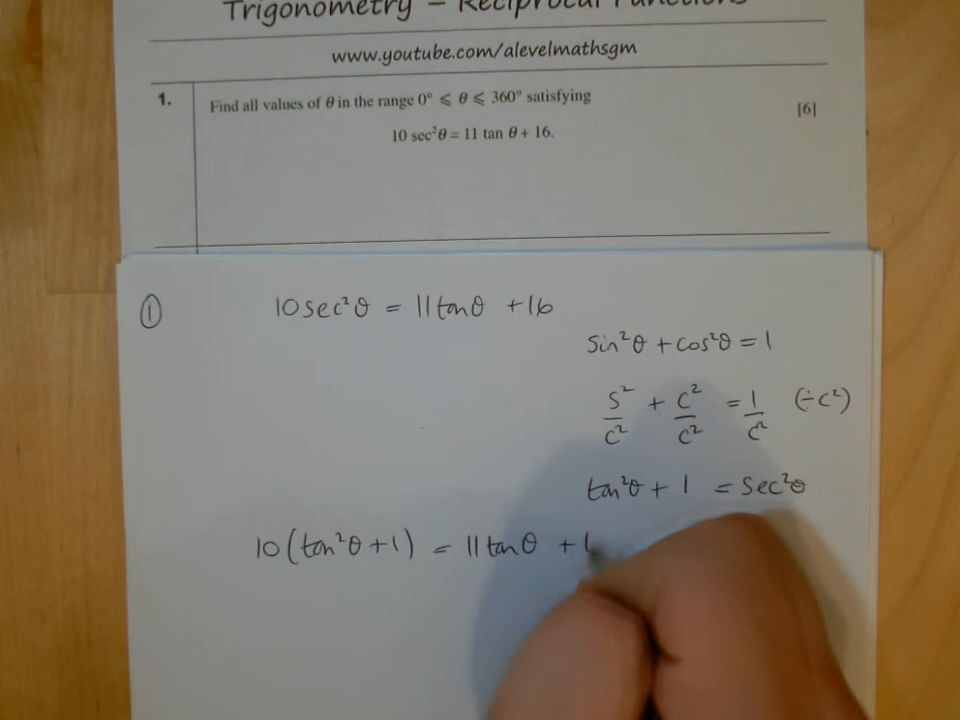 Trigonometry – Reciprocal Functions
www.youtube.com/alevelmathsgm
1. Find all values of θ in the range 0° ⩽ θ ⩽ 360° satisfying [6]
10 sec²θ = 11 tan θ + 16.
① 10sec²θ = 11tanθ + 16
sin²θ + cos²θ = 1
S²/C² + C²/C² = 1/C² (÷C²)
tan²θ + 1 = Sec²θ
10(tan²θ + 1) = 11tanθ +